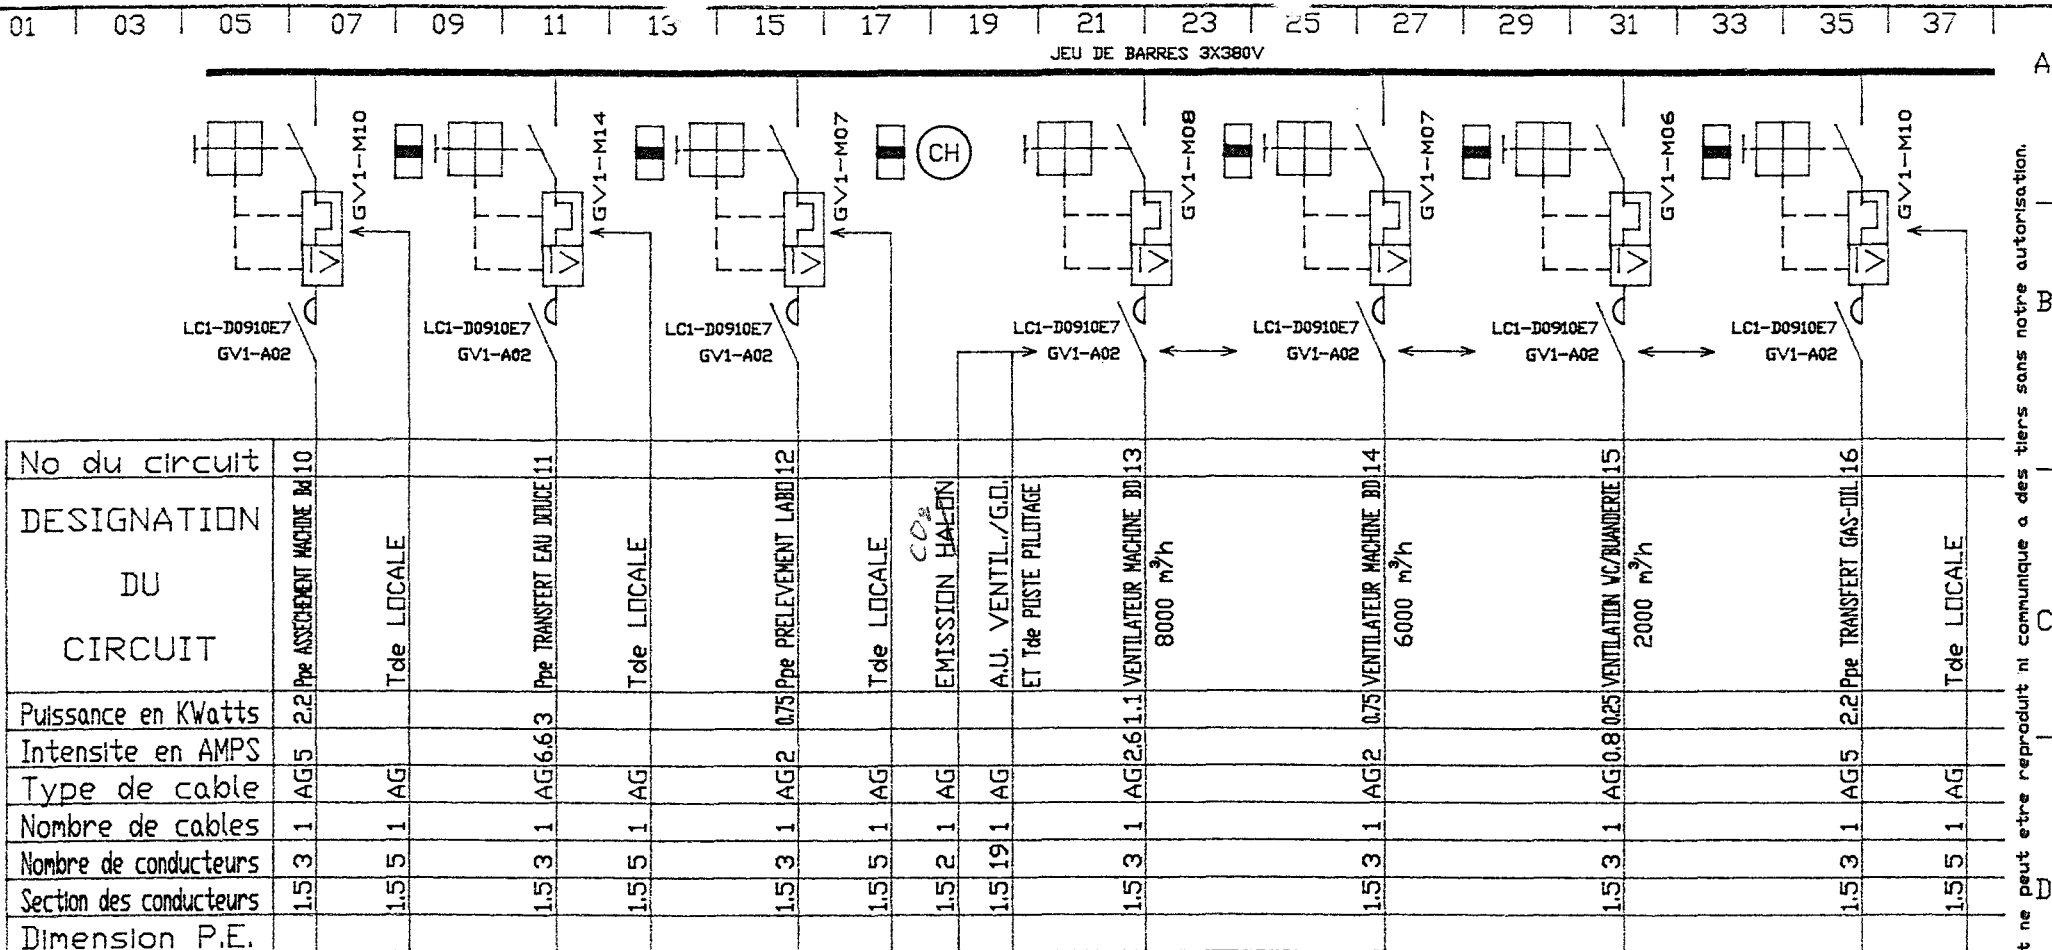 01 03 05 07 09 11 13 15 17 19 21 23 25 27 29 31 33 35 37
JEU DE BARRES 3X380V
A
GV1-M10
GV1-M14
GV1-M07
CH
GV1-M08
GV1-M07
GV1-M06
GV1-M10
B
LC1-D0910E7
GV1-A02
LC1-D0910E7
GV1-A02
LC1-D0910E7
GV1-A02
LC1-D0910E7
GV1-A02
LC1-D0910E7
GV1-A02
LC1-D0910E7
GV1-A02
LC1-D0910E7
GV1-A02
No du circuit 10 11 12 13 14 15 16
DESIGNATION
DU
CIRCUIT
Ppe ASSECHEMENT MACHINE Bd
Tde LOCALE
Ppe TRANSFERT EAU DOUCE
Tde LOCALE
Ppe PRELEVEMENT LABO
Tde LOCALE
CO2
EMISSION HALON
A.U. VENTIL./G.O.
ET Tde POSTE PILOTAGE
VENTILATEUR MACHINE BD
8000 m³/h
VENTILATEUR MACHINE BD
6000 m³/h
VENTILATION WC/BUANDERIE
2000 m³/h
Ppe TRANSFERT GAS-OIL
Tde LOCALE
C
Puissance en KWatts 2.2 3 0.75 1.1 0.75 0.25 2.2
Intensite en AMPS 5 6.6 2 2.6 2 0.8 5
Type de cable AG AG AG AG AG AG AG AG AG AG AG AG AG
Nombre de cables 1 1 1 1 1 1 1 1 1 1 1 1 1
Nombre de conducteurs 3 5 3 5 3 5 2 19 3 3 3 3 5
Section des conducteurs 1.5 1.5 1.5 1.5 1.5 1.5 1.5 1.5 1.5 1.5 1.5 1.5 1.5
D
Dimension P.E.
t ne peut etre reproduit ni communique a des tiers sans notre autorisation.